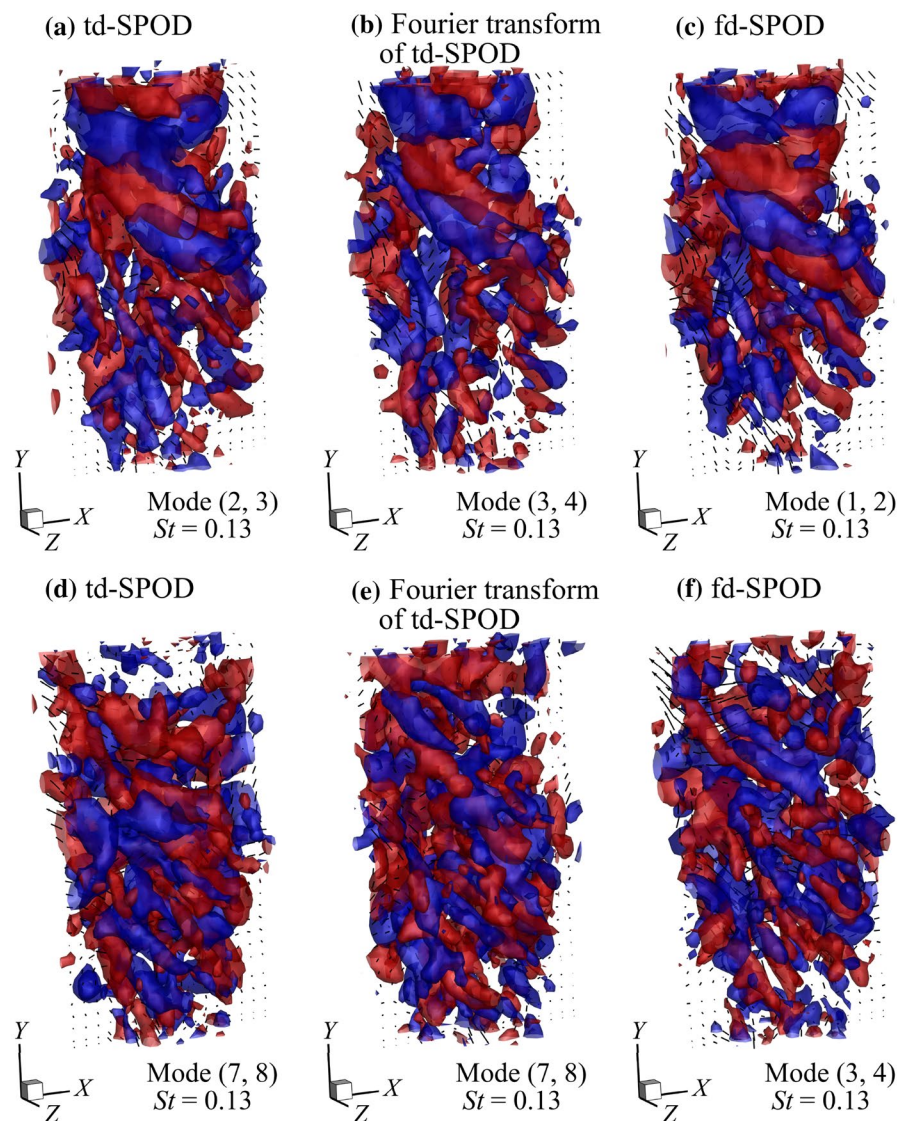 (a) td-SPOD
(b) Fourier transform
of td-SPOD
(c) fd-SPOD
Y
X
Z
Mode (2, 3)
St = 0.13
Y
X
Z
Mode (3, 4)
St = 0.13
Y
X
Z
Mode (1, 2)
St = 0.13
(d) td-SPOD
(e) Fourier transform
of td-SPOD
(f) fd-SPOD
Y
X
Z
Mode (7, 8)
St = 0.13
Y
X
Z
Mode (7, 8)
St = 0.13
Y
X
Z
Mode (3, 4)
St = 0.13